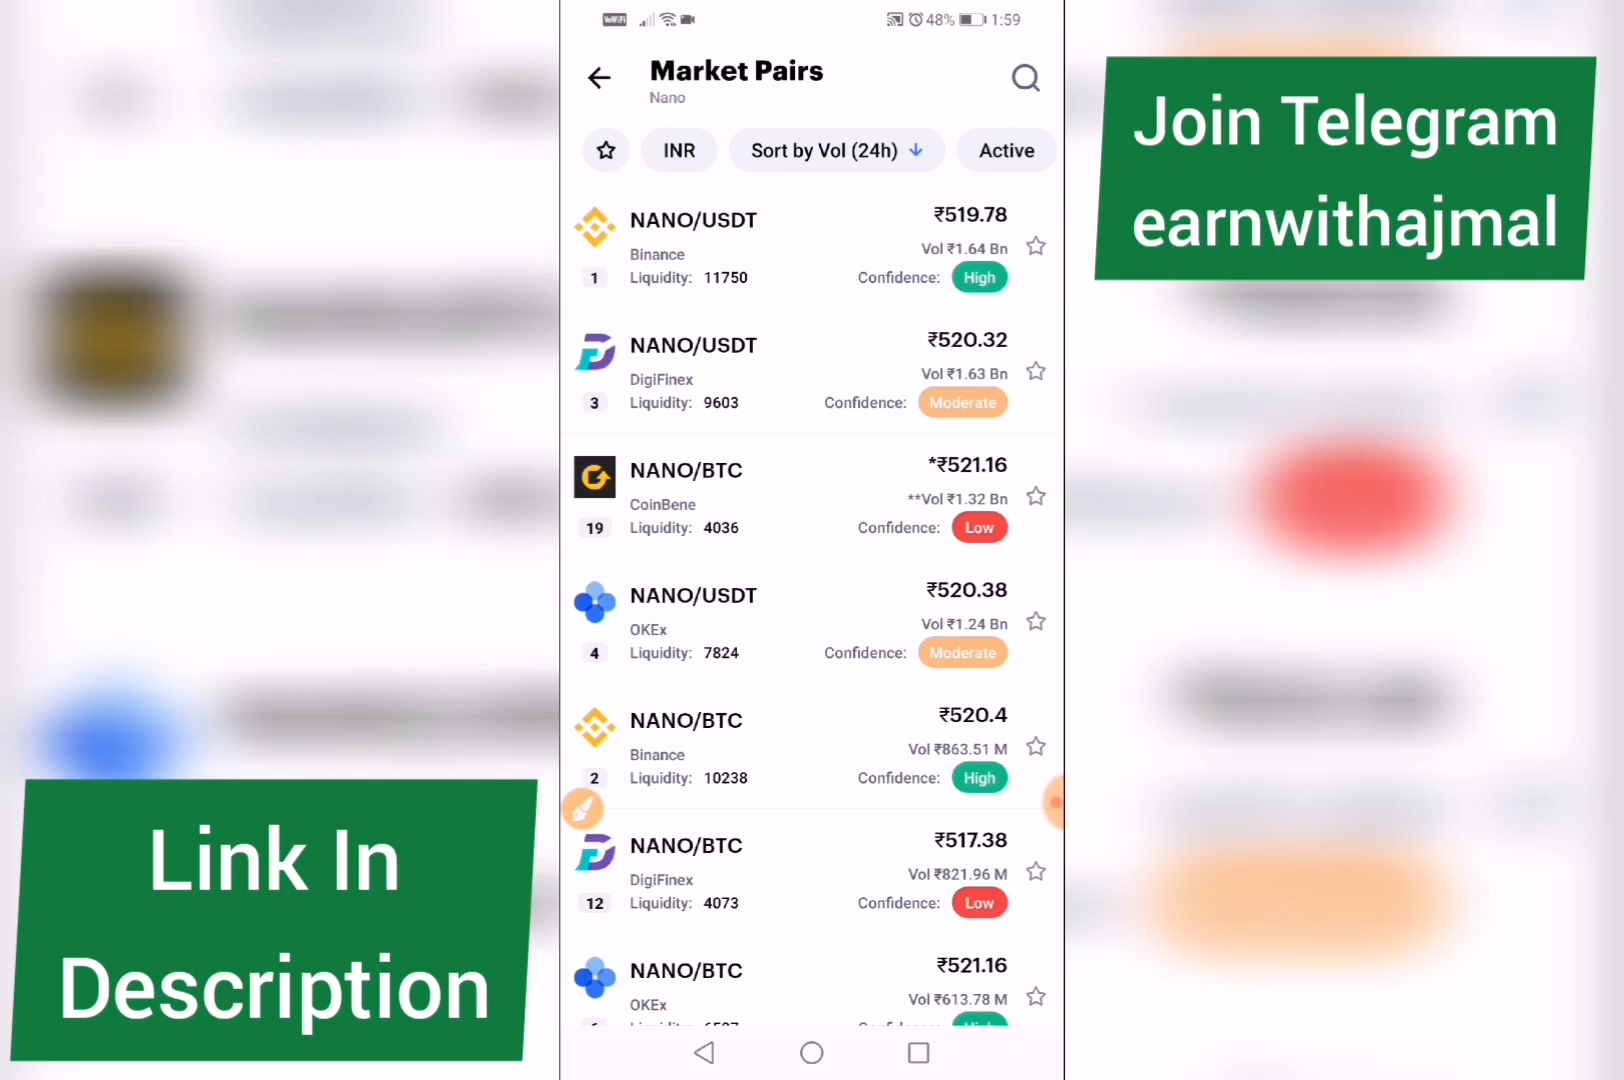 VoWiFi
48% 1:59
Market Pairs
Nano
INR
Sort by Vol (24h)
Active
NANO/USDT
₹519.78
Binance
Vol ₹1.64 Bn
1
Liquidity: 11750
Confidence: High
NANO/USDT
₹520.32
DigiFinex
Vol ₹1.63 Bn
3
Liquidity: 9603
Confidence: Moderate
NANO/BTC
*₹521.16
CoinBene
**Vol ₹1.32 Bn
19
Liquidity: 4036
Confidence: Low
NANO/USDT
₹520.38
OKEx
Vol ₹1.24 Bn
4
Liquidity: 7824
Confidence: Moderate
NANO/BTC
₹520.4
Binance
Vol ₹863.51 M
2
Liquidity: 10238
Confidence: High
NANO/BTC
₹517.38
DigiFinex
Vol ₹821.96 M
12
Liquidity: 4073
Confidence: Low
NANO/BTC
₹521.16
OKEx
Vol ₹613.78 M
Join Telegram
earnwithajmal
Link In
Description